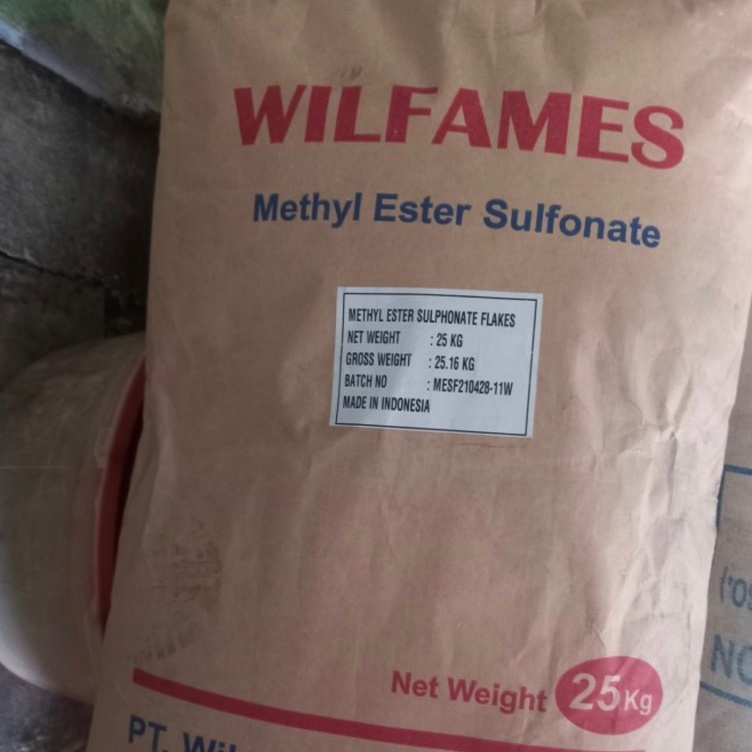 WILFAMES
Methyl Ester Sulfonate
METHYL ESTER SULPHONATE FLAKES
NET WEIGHT : 25 KG
GROSS WEIGHT : 25.16 KG
BATCH NO : MESF210428-11W
MADE IN INDONESIA
Net Weight 25Kg
PT.